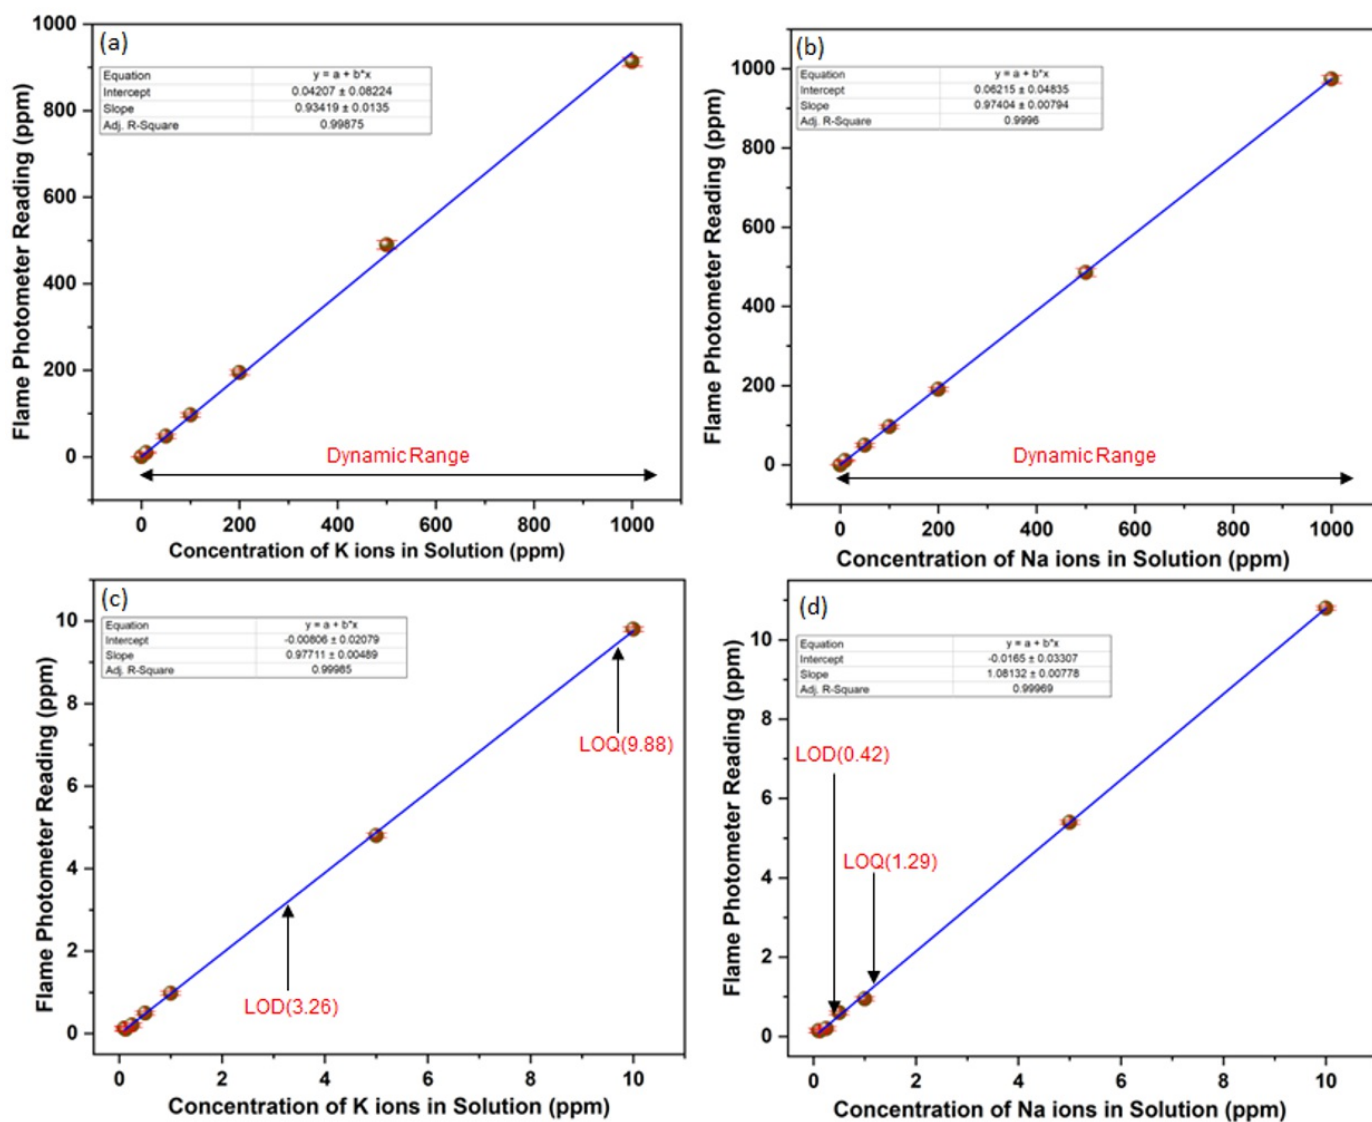 (a)
Equation y = a + b*x
Intercept 0.04207 ± 0.08224
Slope 0.93419 ± 0.0135
Adj. R-Square 0.99875
Flame Photometer Reading (ppm)
1000
800
600
400
200
0
Dynamic Range
0 200 400 600 800 1000
Concentration of K ions in Solution (ppm)
(b)
Equation y = a + b*x
Intercept 0.06215 ± 0.04835
Slope 0.97404 ± 0.00794
Adj. R-Square 0.9996
Flame Photometer Reading (ppm)
1000
800
600
400
200
0
Dynamic Range
0 200 400 600 800 1000
Concentration of Na ions in Solution (ppm)
(c)
Equation y = a + b*x
Intercept -0.00806 ± 0.02079
Slope 0.97711 ± 0.00489
Adj. R-Square 0.99985
Flame Photometer Reading (ppm)
10
8
6
4
2
0
LOQ(9.88)
LOD(3.26)
0 2 4 6 8 10
Concentration of K ions in Solution (ppm)
(d)
Equation y = a + b*x
Intercept -0.0165 ± 0.03307
Slope 1.08132 ± 0.00778
Adj. R-Square 0.99969
Flame Photometer Reading (ppm)
10
8
6
4
2
0
LOD(0.42)
LOQ(1.29)
0 2 4 6 8 10
Concentration of Na ions in Solution (ppm)